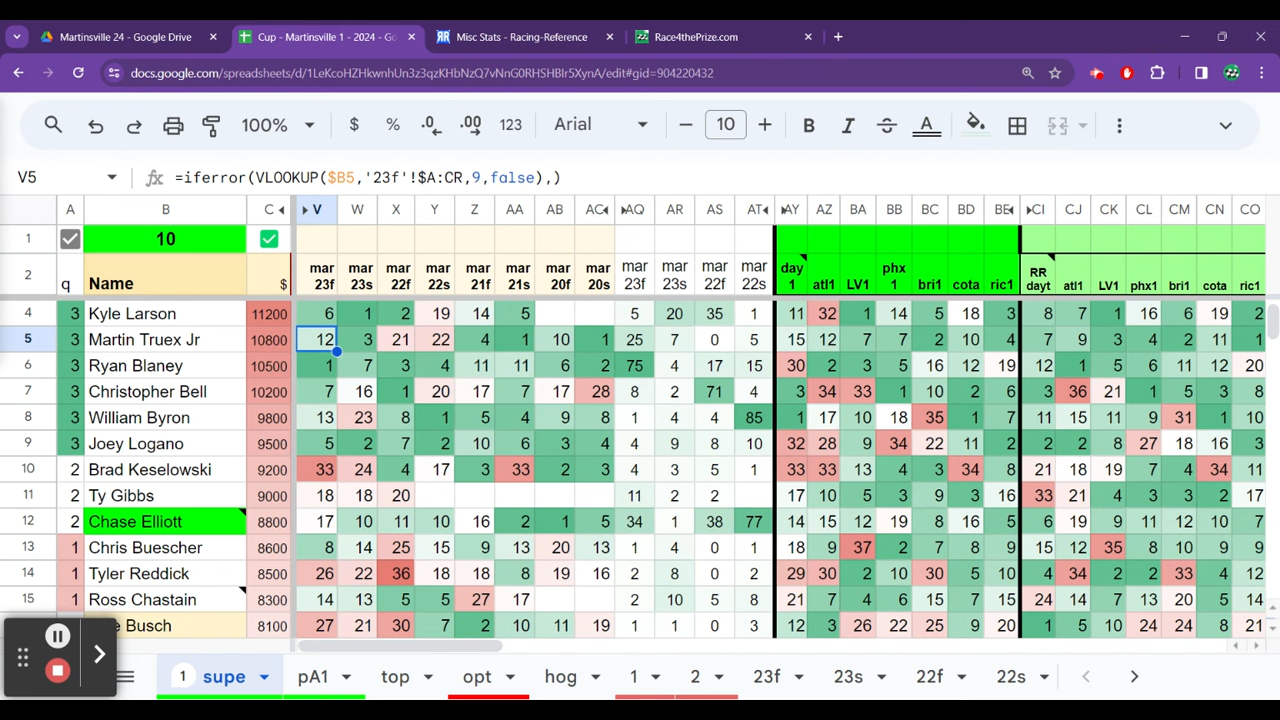 Martinsville 24 - Google Drive
Cup - Martinsville 1 - 2024 - Go
Misc Stats - Racing-Reference
Race4thePrize.com
docs.google.com/spreadsheets/d/1LeKcoHZHkwnhUn3z3qzKHbNzQ7vNnG0RHSHBIr5XynA/edit#gid=904220432
100% $ % .0 .00 123 Arial 10 B I S A
V5 fx =iferror(VLOOKUP($B5,'23f'!$A:CR,9,false),)
A B C V W X Y Z AA AB AC AQ AR AS AT AY AZ BA BB BC BD BE CI CJ CK CL CM CN CO
1 10
2 q Name $ mar 23f mar 23s mar 22f mar 22s mar 21f mar 21s mar 20f mar 20s mar 23f mar 23s mar 22f mar 22s day 1 atl1 LV1 phx 1 bri1 cota ric1 RR dayt atl1 LV1 phx1 bri1 cota ric1
4 3 Kyle Larson 11200 6 1 2 19 14 5 5 20 35 1 11 32 1 14 5 18 3 8 7 1 16 6 19 2
5 3 Martin Truex Jr 10800 12 3 21 22 4 1 10 1 25 7 0 5 15 12 7 7 2 10 4 7 9 3 4 2 11 1
6 3 Ryan Blaney 10500 1 7 3 4 11 11 6 2 75 4 17 15 30 2 3 5 16 12 19 12 1 5 10 11 12 20
7 3 Christopher Bell 10200 7 16 1 20 17 7 17 28 8 2 71 4 3 34 33 1 10 2 6 3 36 21 1 5 3 8
8 3 William Byron 9800 13 23 8 1 5 4 9 8 1 4 4 85 1 17 10 18 35 1 7 11 15 11 9 31 1 10
9 3 Joey Logano 9500 5 2 7 2 10 6 3 4 4 9 8 10 32 28 9 34 22 11 2 2 2 8 27 18 16 3
10 2 Brad Keselowski 9200 33 24 4 17 3 33 2 3 4 3 5 1 33 33 13 4 3 34 8 21 18 19 7 4 34 11
11 2 Ty Gibbs 9000 18 18 20 11 2 2 17 10 5 3 9 3 16 33 21 4 3 3 2 17
12 2 Chase Elliott 8800 17 10 11 10 16 2 1 5 34 1 38 77 14 15 12 19 8 16 5 6 19 9 11 12 10 7
13 1 Chris Buescher 8600 8 14 25 15 9 13 20 13 1 4 0 1 18 9 37 2 7 8 9 15 12 35 8 10 9 9
14 1 Tyler Reddick 8500 26 22 36 18 18 8 19 16 2 8 0 2 29 30 2 10 30 5 10 4 34 2 2 33 4 12
15 1 Ross Chastain 8300 14 13 5 5 27 17 2 10 5 8 21 7 4 6 15 7 15 24 14 7 13 20 5 14
e Busch 8100 27 21 30 7 2 10 11 19 1 1 0 3 12 3 26 22 25 9 20 1 5 10 24 24 8 21
1 supe pA1 top opt hog 1 2 23f 23s 22f 22s